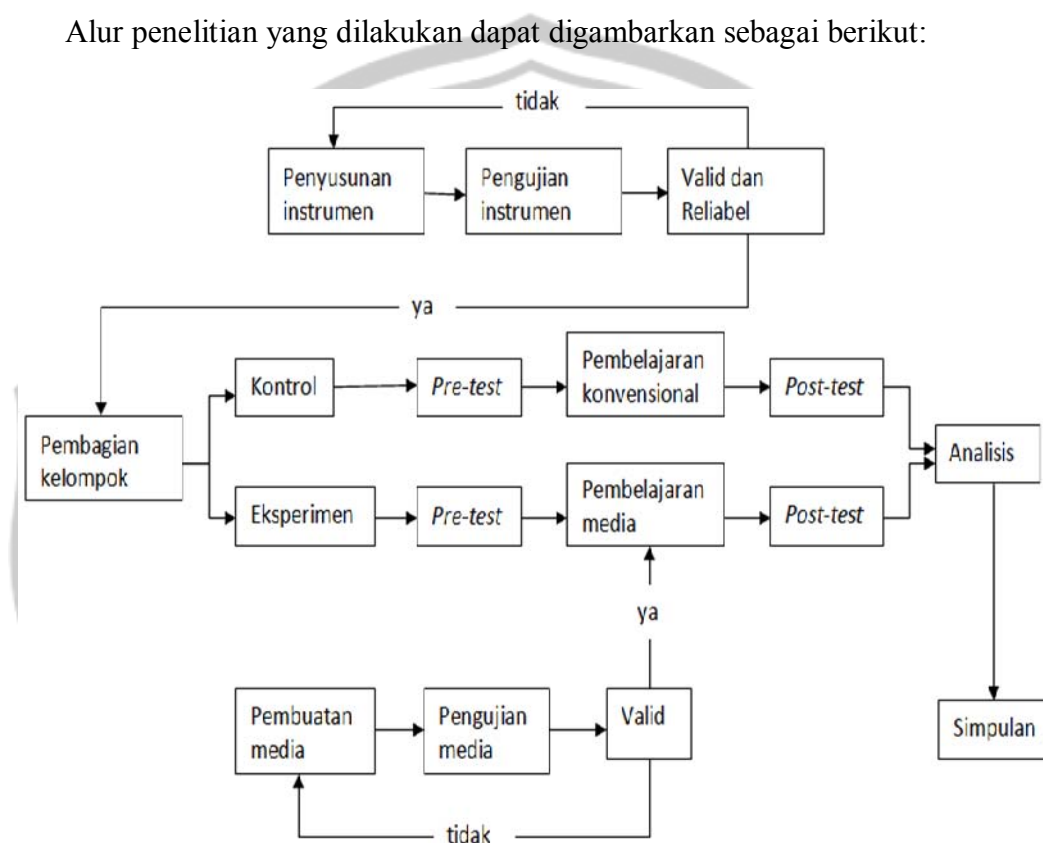 Alur penelitian yang dilakukan dapat digambarkan sebagai berikut:
tidak
Penyusunan
instrumen
Pengujian
instrumen
Valid dan
Reliabel
ya
Pembagian
kelompok
Kontrol
Pre-test
Pembelajaran
konvensional
Post-test
Eksperimen
Pre-test
Pembelajaran
media
Post-test
Analisis
ya
Pembuatan
media
Pengujian
media
Valid
Simpulan
tidak